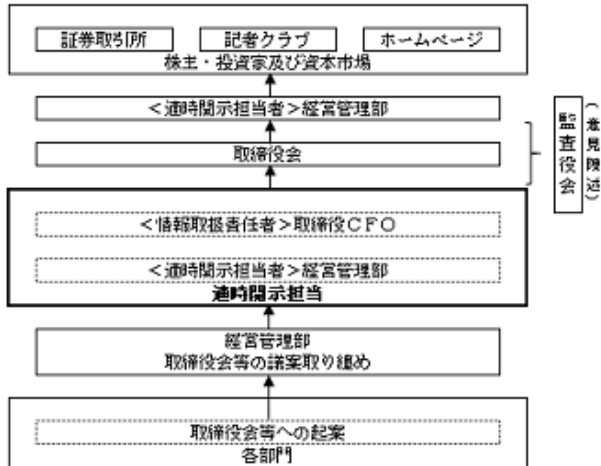 証券取引所 記者クラブ ホームページ
株主・投資家及び資本市場
＜適時開示担当者＞経営管理部
取締役会
監査役会
（意見陳述）
＜情報取扱責任者＞取締役ＣＦＯ
＜適時開示担当者＞経営管理部
適時開示担当
経営管理部
取締役会等の議案取り纏め
取締役会等への起案
各部門